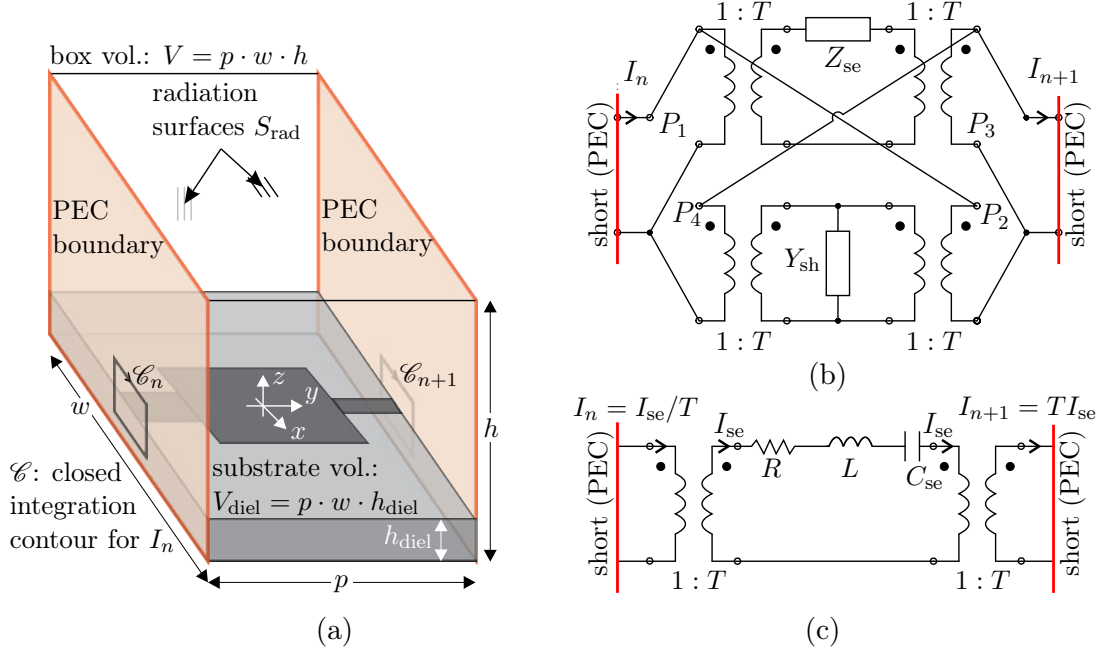 box vol.: V = p · w · h
radiation
surfaces S_rad
PEC
boundary
PEC
boundary
𝒞_n
𝒞_{n+1}
z
y
x
w
h
𝒞: closed
integration
contour for I_n
substrate vol.:
V_diel = p · w · h_diel
h_diel
p
(a)
1 : T
1 : T
Z_se
I_n
I_{n+1}
P_1
P_3
short (PEC)
short (PEC)
P_4
P_2
Y_sh
1 : T
1 : T
(b)
I_n = I_se/T
I_{n+1} = T I_se
I_se
I_se
R
L
C_se
short (PEC)
short (PEC)
1 : T
1 : T
(c)